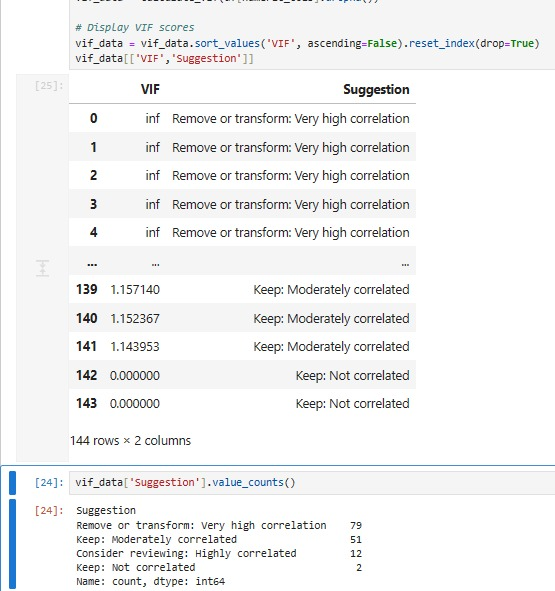 # Display VIF scores
vif_data = vif_data.sort_values('VIF', ascending=False).reset_index(drop=True)
vif_data[['VIF','Suggestion']]
[25]:
VIF Suggestion
0 inf Remove or transform: Very high correlation
1 inf Remove or transform: Very high correlation
2 inf Remove or transform: Very high correlation
3 inf Remove or transform: Very high correlation
4 inf Remove or transform: Very high correlation
... ... ...
139 1.157140 Keep: Moderately correlated
140 1.152367 Keep: Moderately correlated
141 1.143953 Keep: Moderately correlated
142 0.000000 Keep: Not correlated
143 0.000000 Keep: Not correlated
144 rows × 2 columns
[24]: vif_data['Suggestion'].value_counts()
[24]: Suggestion
Remove or transform: Very high correlation 79
Keep: Moderately correlated 51
Consider reviewing: Highly correlated 12
Keep: Not correlated 2
Name: count, dtype: int64